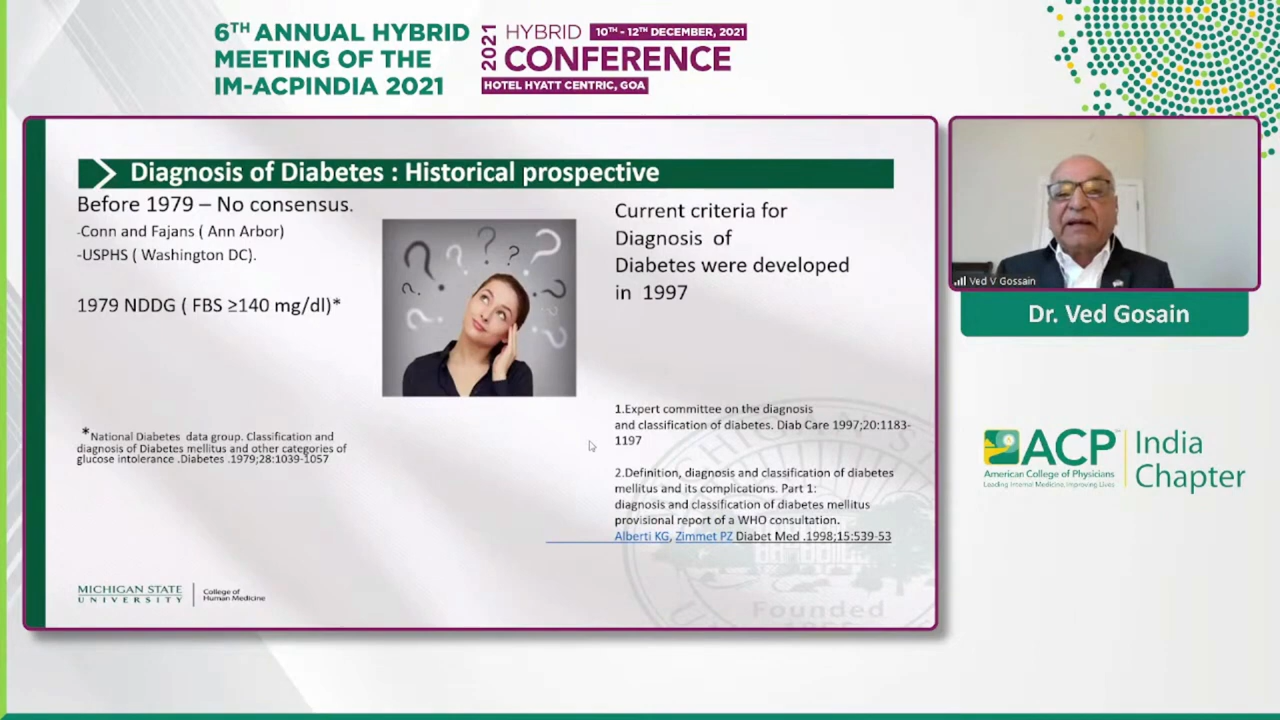 6TH ANNUAL HYBRID
MEETING OF THE
IM-ACPINDIA 2021
2021
HYBRID
10TH - 12TH DECEMBER, 2021
CONFERENCE
HOTEL HYATT CENTRIC, GOA
Diagnosis of Diabetes : Historical prospective
Before 1979 – No consensus.
-Conn and Fajans ( Ann Arbor)
-USPHS ( Washington DC).
1979 NDDG ( FBS ≥140 mg/dl)*
*National Diabetes data group. Classification and
diagnosis of Diabetes mellitus and other categories of
glucose intolerance .Diabetes .1979;28:1039-1057
Current criteria for
Diagnosis of
Diabetes were developed
in 1997
1.Expert committee on the diagnosis
and classification of diabetes. Diab Care 1997;20:1183-
1197
2.Definition, diagnosis and classification of diabetes
mellitus and its complications. Part 1:
diagnosis and classification of diabetes mellitus
provisional report of a WHO consultation.
Alberti KG, Zimmet PZ Diabet Med .1998;15:539-53
MICHIGAN STATE
UNIVERSITY
College of
Human Medicine
Founded
Ved V Gossain
Dr. Ved Gosain
ACP
American College of Physicians
Leading Internal Medicine, Improving Lives
India
Chapter